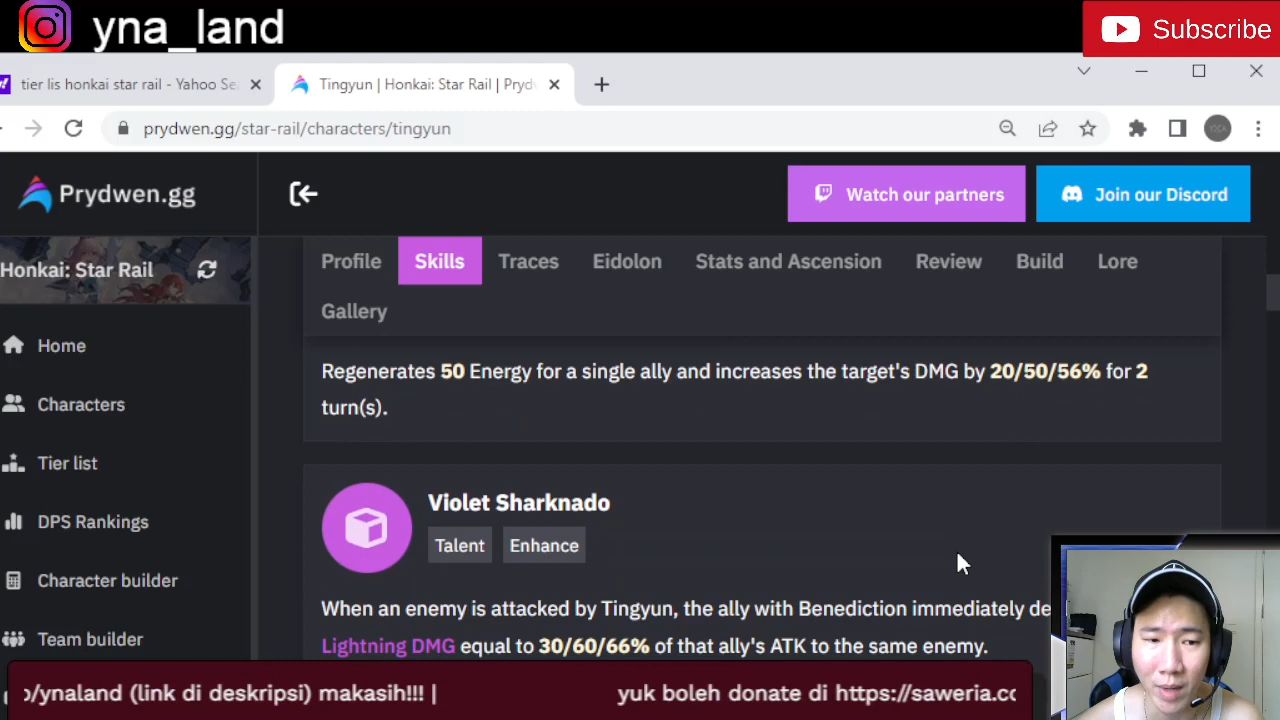 yna_land
Subscribe
tier lis honkai star rail - Yahoo Se
Tingyun | Honkai: Star Rail | Pryd
prydwen.gg/star-rail/characters/tingyun
Prydwen.gg
Watch our partners
Join our Discord
Honkai: Star Rail
Home
Characters
Tier list
DPS Rankings
Character builder
Team builder
Profile
Skills
Traces
Eidolon
Stats and Ascension
Review
Build
Lore
Gallery
Regenerates 50 Energy for a single ally and increases the target's DMG by 20/50/56% for 2
turn(s).
Violet Sharknado
Talent
Enhance
When an enemy is attacked by Tingyun, the ally with Benediction immediately de
Lightning DMG equal to 30/60/66% of that ally's ATK to the same enemy.
o/ynaland (link di deskripsi) makasih!!! | yuk boleh donate di https://saweria.co